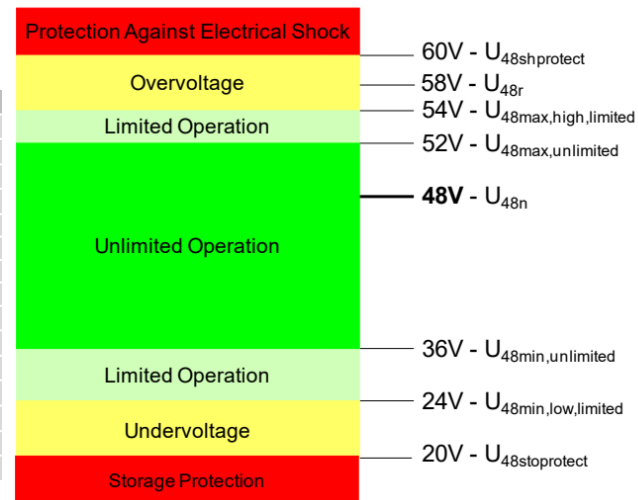 Protection Against Electrical Shock
60V - U48shprotect
Overvoltage
58V - U48r
54V - U48max,high,limited
Limited Operation
52V - U48max,unlimited
48V - U48n
Unlimited Operation
36V - U48min,unlimited
Limited Operation
24V - U48min,low,limited
Undervoltage
20V - U48stoprotect
Storage Protection